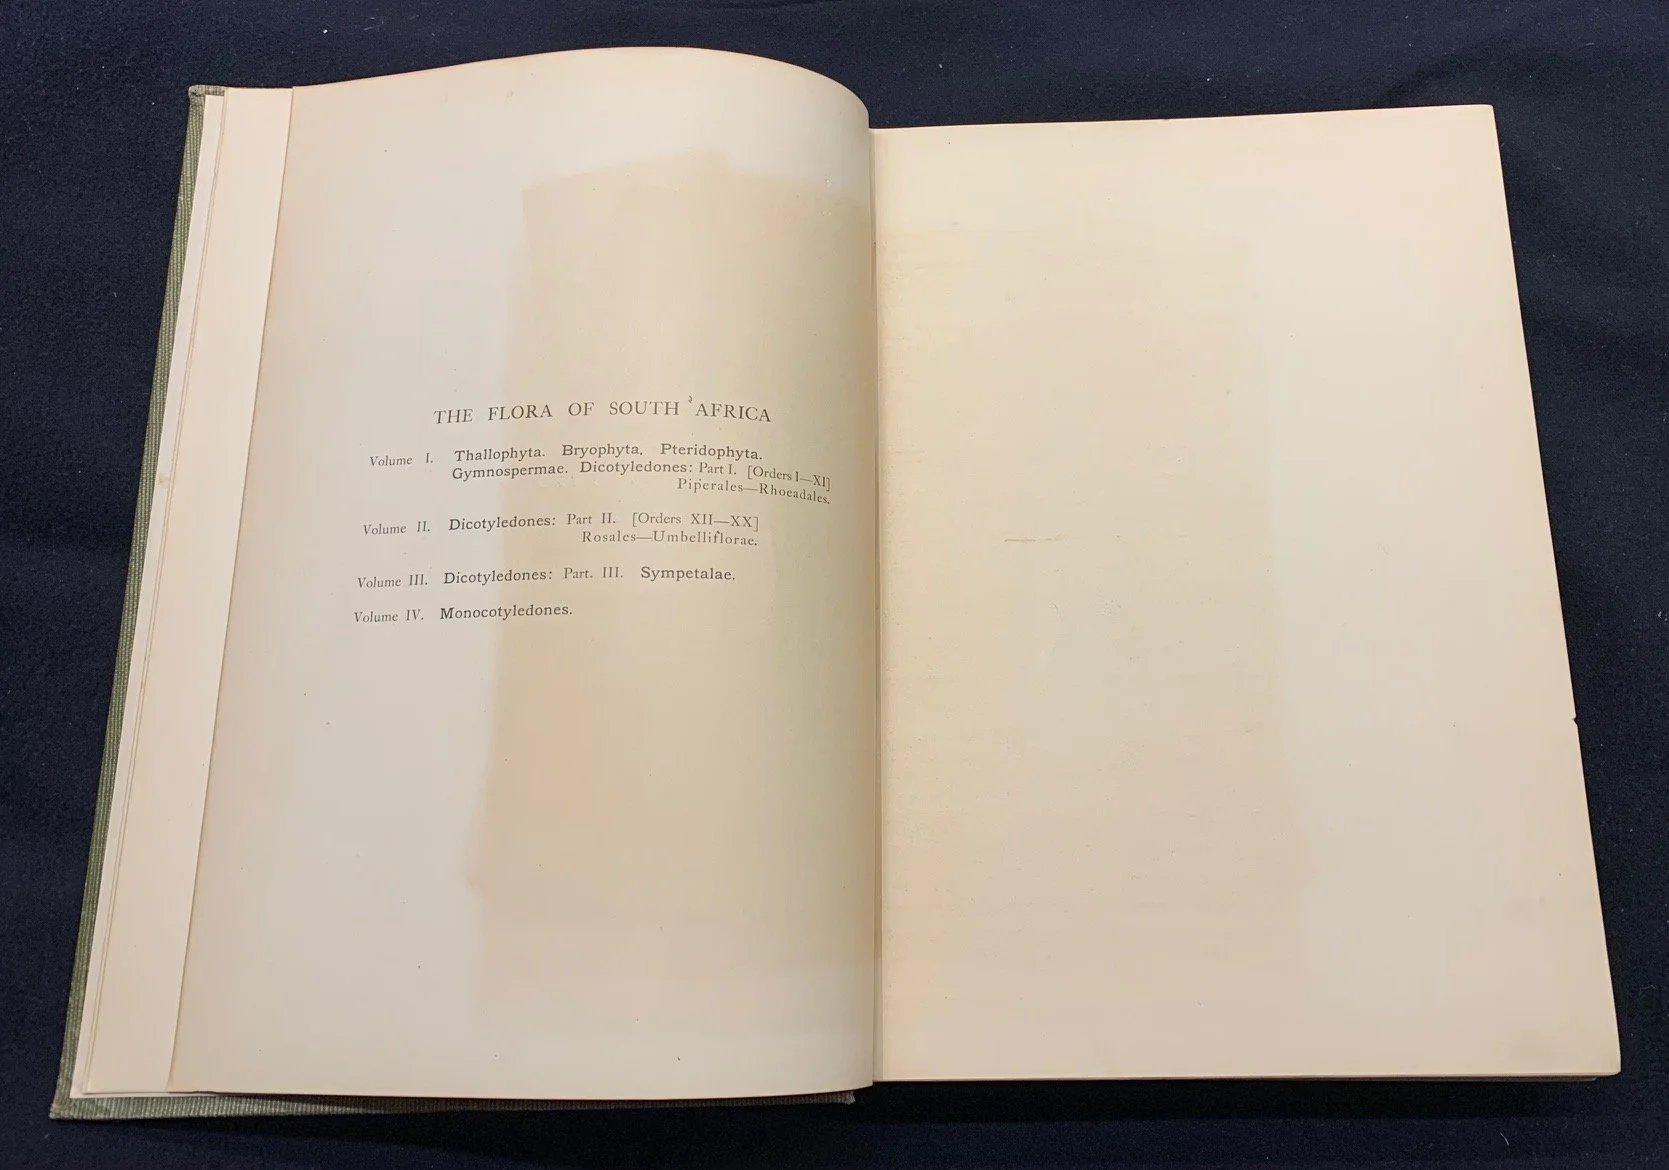 THE FLORA OF SOUTH AFRICA
Volume I. Thallophyta. Bryophyta. Pteridophyta.
Gymnospermae. Dicotyledones: Part I. [Orders I—XI]
Piperales—Rhoeadales.
Volume II. Dicotyledones: Part II. [Orders XII—XX]
Rosales—Umbelliflorae.
Volume III. Dicotyledones: Part. III. Sympetalae.
Volume IV. Monocotyledones.